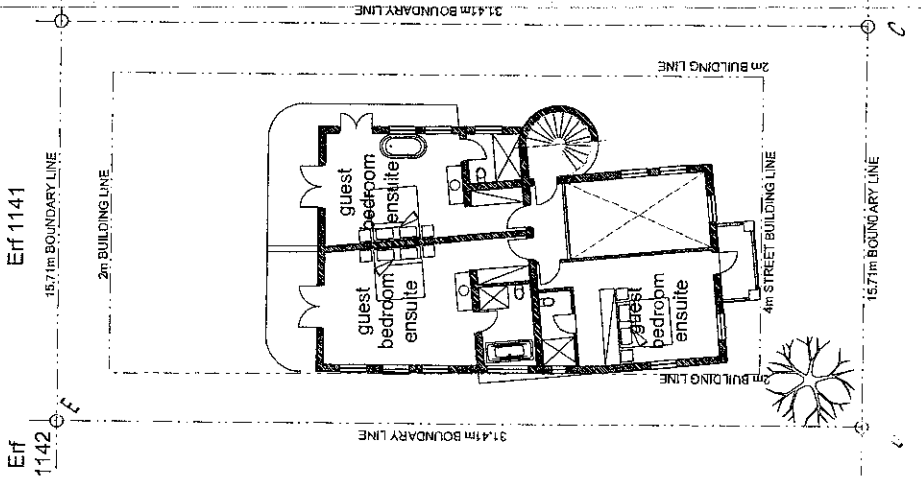 31.41m BOUNDARY LINE
2m BUILDING LINE
Erf 1141
15.71m BOUNDARY LINE
2m BUILDING LINE
guest
bedroom
ensuite
guest
bedroom
ensuite
guest
bedroom
ensuite
4m STREET BUILDING LINE
15.71m BOUNDARY LINE
2m BUILDING LINE
31.41m BOUNDARY LINE
Erf
1142
E
C